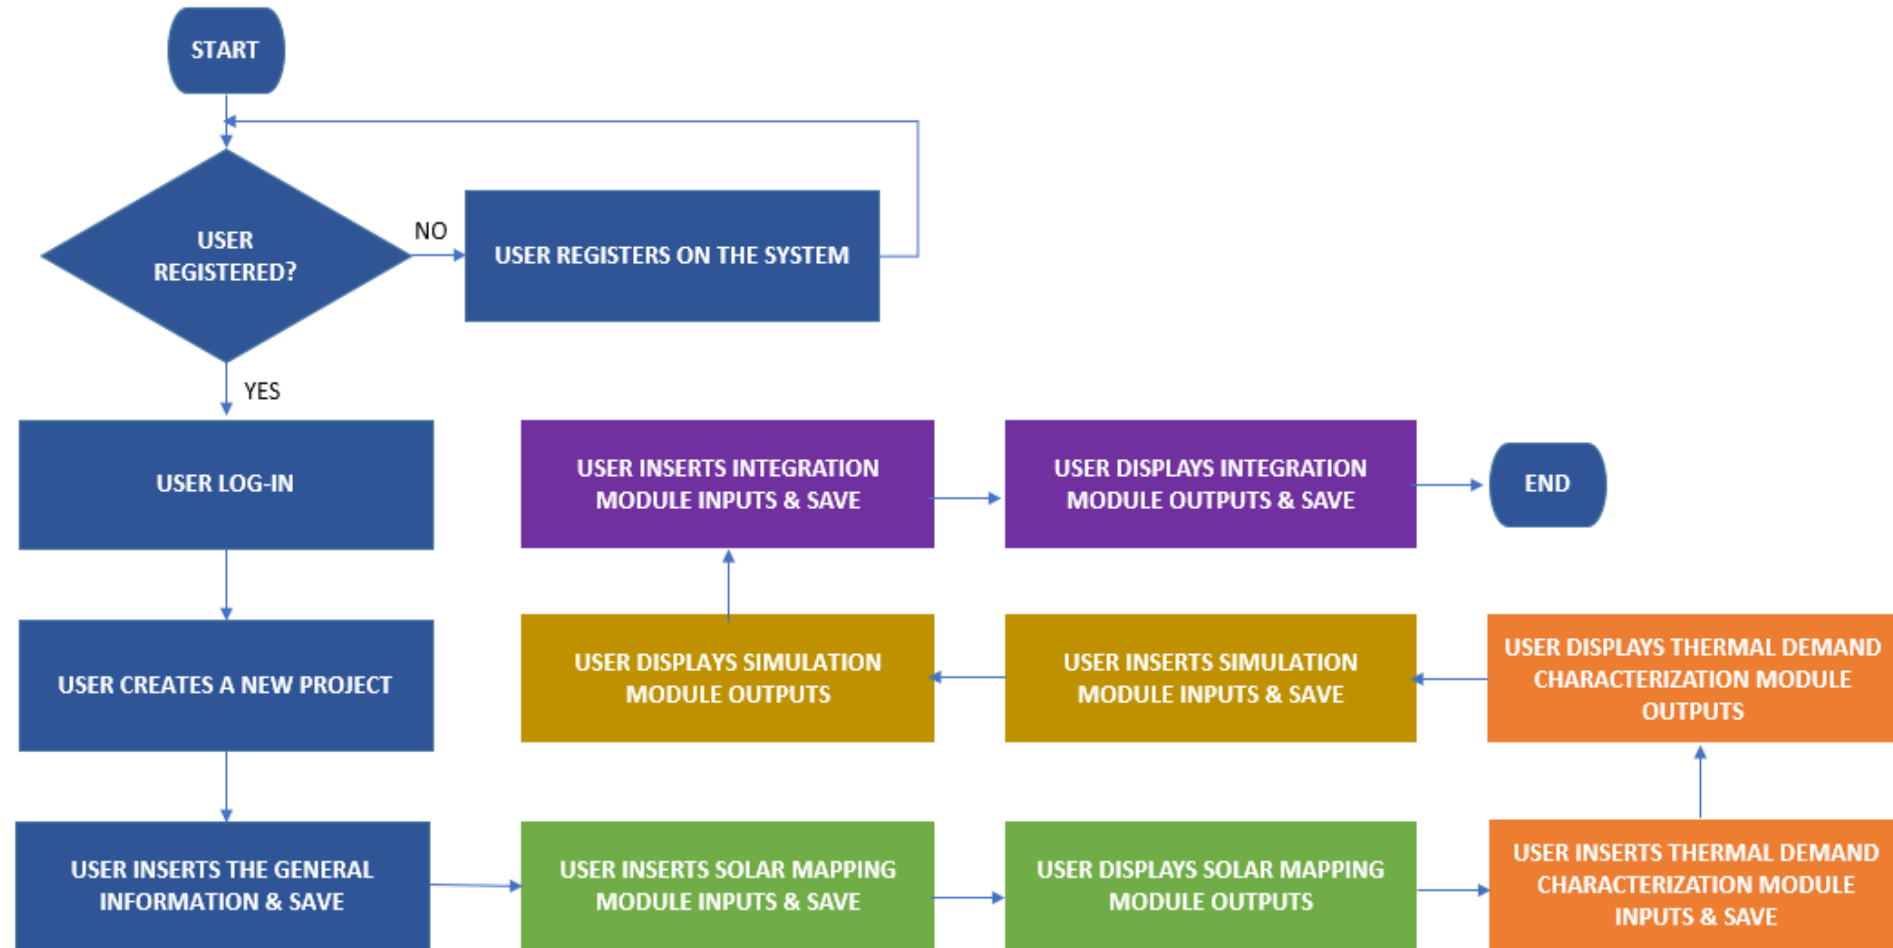 START
USER
REGISTERED?
NO
USER REGISTERS ON THE SYSTEM
YES
USER LOG-IN
USER INSERTS INTEGRATION
MODULE INPUTS & SAVE
USER DISPLAYS INTEGRATION
MODULE OUTPUTS & SAVE
END
USER CREATES A NEW PROJECT
USER DISPLAYS SIMULATION
MODULE OUTPUTS
USER INSERTS SIMULATION
MODULE INPUTS & SAVE
USER DISPLAYS THERMAL DEMAND
CHARACTERIZATION MODULE
OUTPUTS
USER INSERTS THE GENERAL
INFORMATION & SAVE
USER INSERTS SOLAR MAPPING
MODULE INPUTS & SAVE
USER DISPLAYS SOLAR MAPPING
MODULE OUTPUTS
USER INSERTS THERMAL DEMAND
CHARACTERIZATION MODULE
INPUTS & SAVE